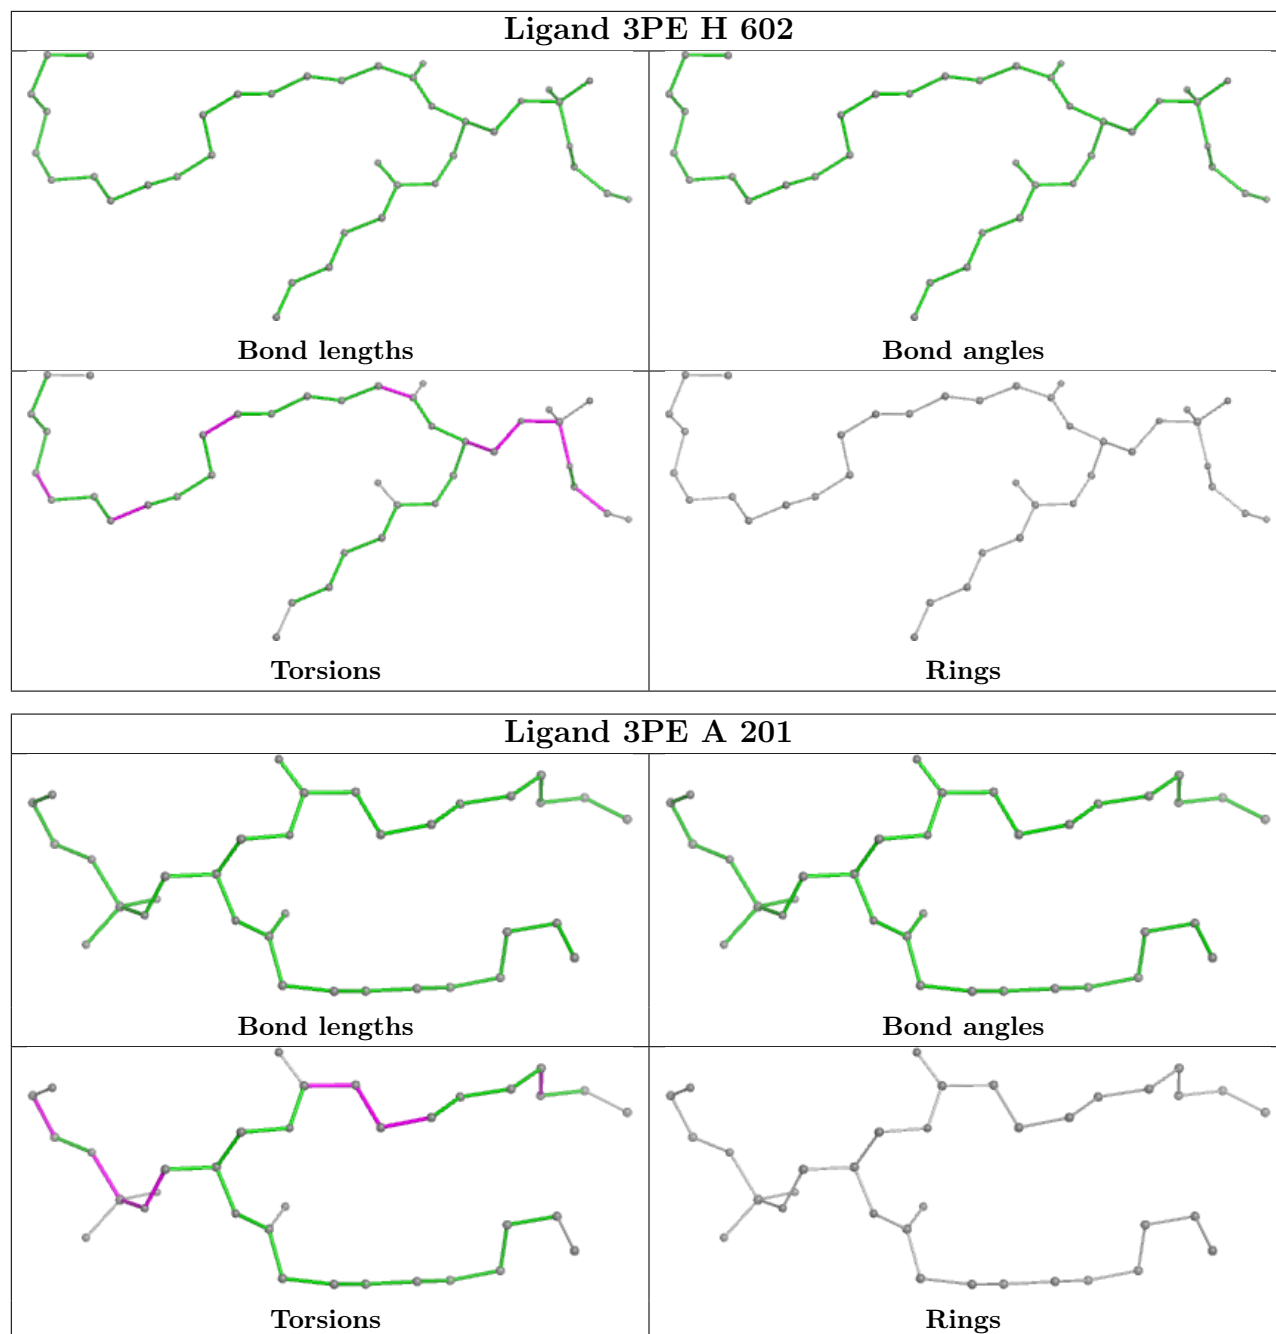 Ligand 3PE H 602
Bond lengths
Bond angles
Torsions
Rings
Ligand 3PE A 201
Bond lengths
Bond angles
Torsions
Rings